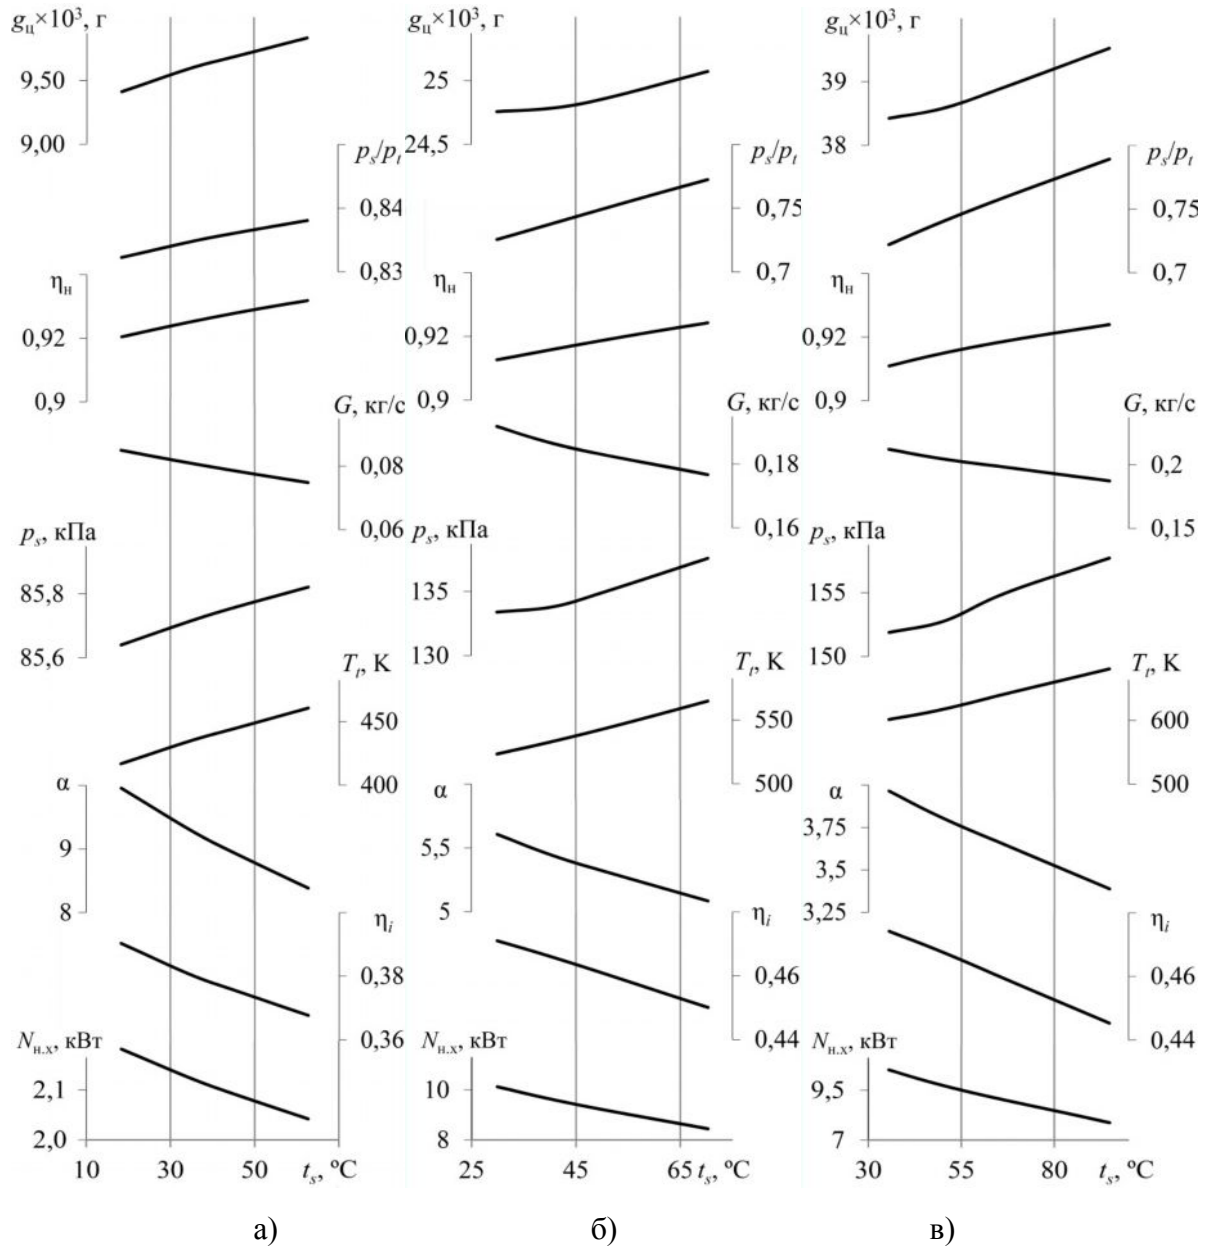 g_ц×10³, г
9,50
9,00
p_s/p_t
0,84
0,83
η_н
0,92
0,9
G, кг/с
0,08
0,06
p_s, кПа
85,8
85,6
T_t, К
450
400
α
9
8
η_i
0,38
0,36
N_н.х, кВт
2,1
2,0
10 30 50 t_s, ºС
а)
g_ц×10³, г
25
24,5
p_s/p_t
0,75
0,7
η_н
0,92
0,9
G, кг/с
0,18
0,16
p_s, кПа
135
130
T_t, К
550
500
α
5,5
5
η_i
0,46
0,44
N_н.х, кВт
10
8
25 45 65 t_s, ºС
б)
g_ц×10³, г
39
38
p_s/p_t
0,75
0,7
η_н
0,92
0,9
G, кг/с
0,2
0,15
p_s, кПа
155
150
T_t, К
600
500
α
3,75
3,5
3,25
η_i
0,46
0,44
N_н.х, кВт
9,5
7
30 55 80 t_s, ºС
в)